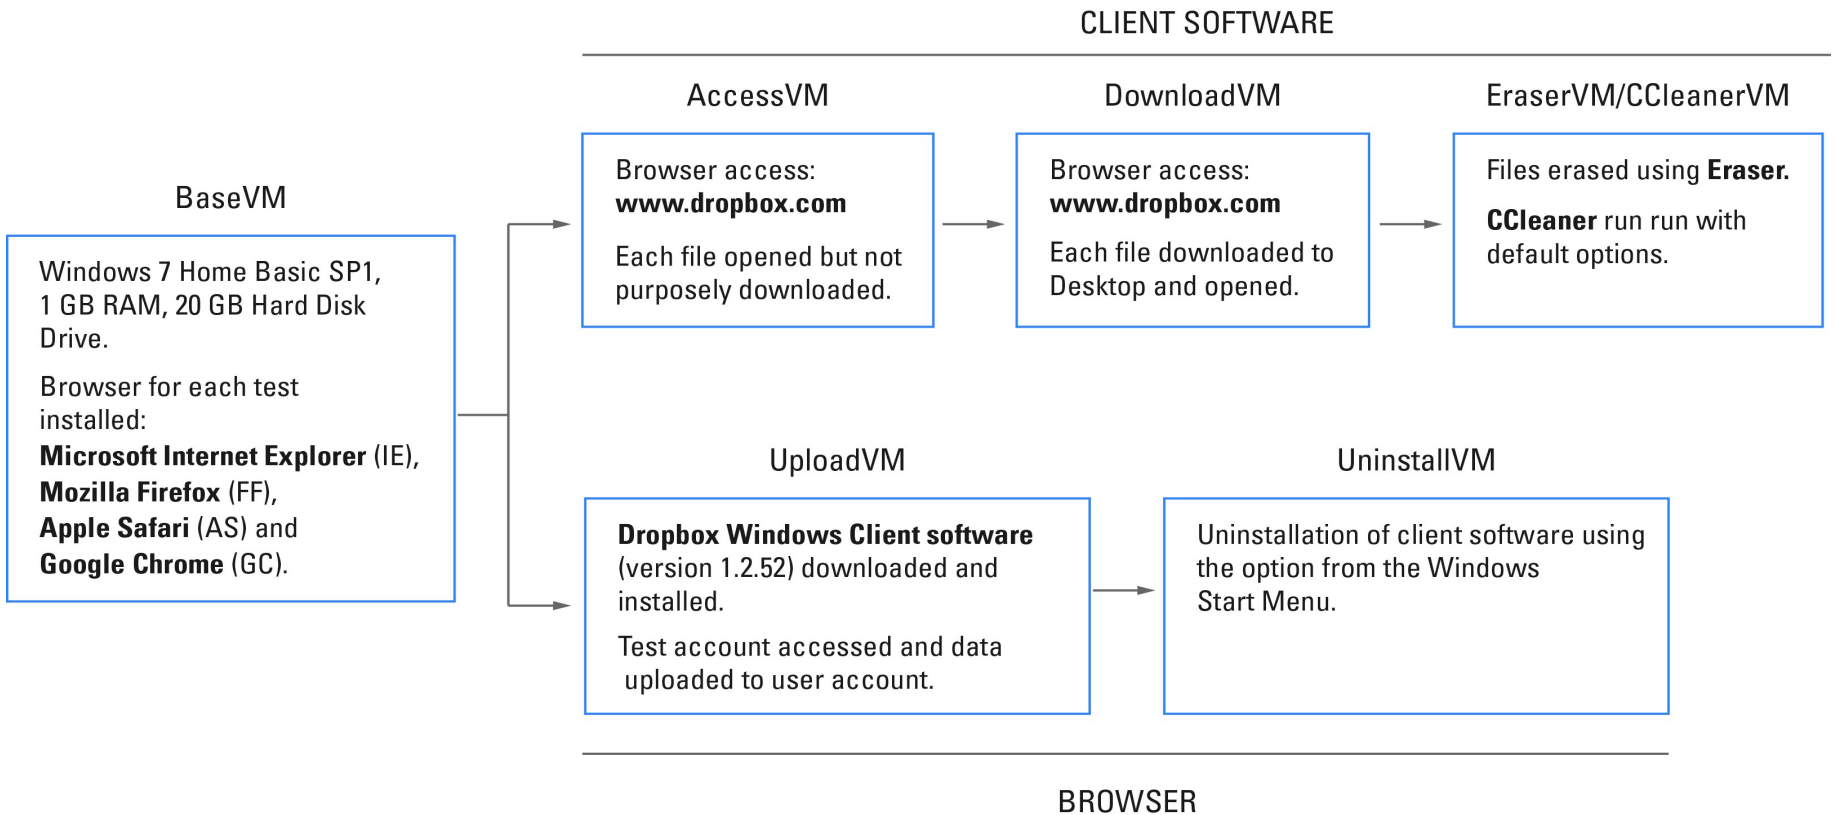 CLIENT SOFTWARE
BaseVM
Windows 7 Home Basic SP1,
1 GB RAM, 20 GB Hard Disk
Drive.
Browser for each test
installed:
Microsoft Internet Explorer (IE),
Mozilla Firefox (FF),
Apple Safari (AS) and
Google Chrome (GC).
AccessVM
Browser access:
www.dropbox.com
Each file opened but not
purposely downloaded.
DownloadVM
Browser access:
www.dropbox.com
Each file downloaded to
Desktop and opened.
EraserVM/CCleanerVM
Files erased using Eraser.
CCleaner run run with
default options.
UploadVM
Dropbox Windows Client software
(version 1.2.52) downloaded and
installed.
Test account accessed and data
uploaded to user account.
UninstallVM
Uninstallation of client software using
the option from the Windows
Start Menu.
BROWSER